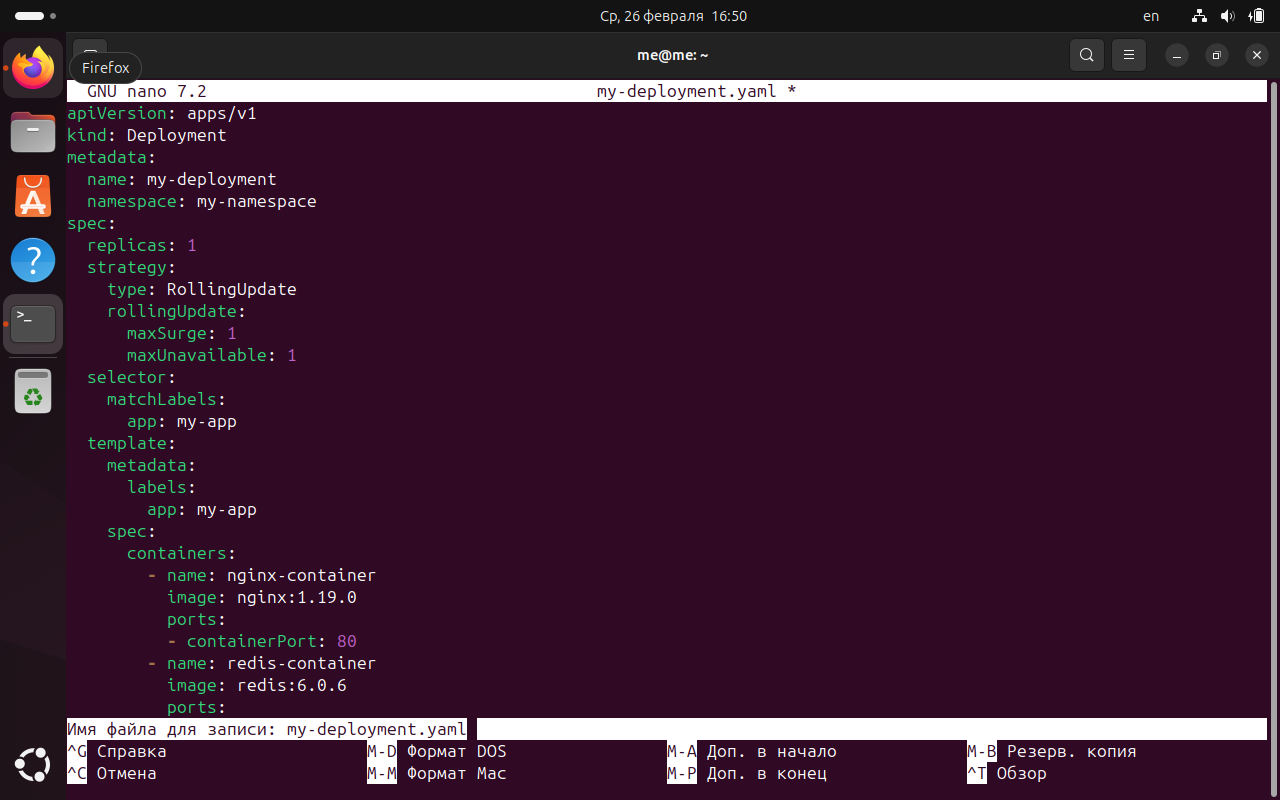 Ср, 26 февраля 16:50
en
me@me: ~
Firefox
GNU nano 7.2 my-deployment.yaml *
apiVersion: apps/v1
kind: Deployment
metadata:
  name: my-deployment
  namespace: my-namespace
spec:
  replicas: 1
  strategy:
    type: RollingUpdate
    rollingUpdate:
      maxSurge: 1
      maxUnavailable: 1
  selector:
    matchLabels:
      app: my-app
  template:
    metadata:
      labels:
        app: my-app
    spec:
      containers:
        - name: nginx-container
          image: nginx:1.19.0
          ports:
          - containerPort: 80
        - name: redis-container
          image: redis:6.0.6
          ports:
Имя файла для записи: my-deployment.yaml
^G Справка M-D Формат DOS M-A Доп. в начало M-B Резерв. копия
^C Отмена M-M Формат Mac M-P Доп. в конец ^T Обзор